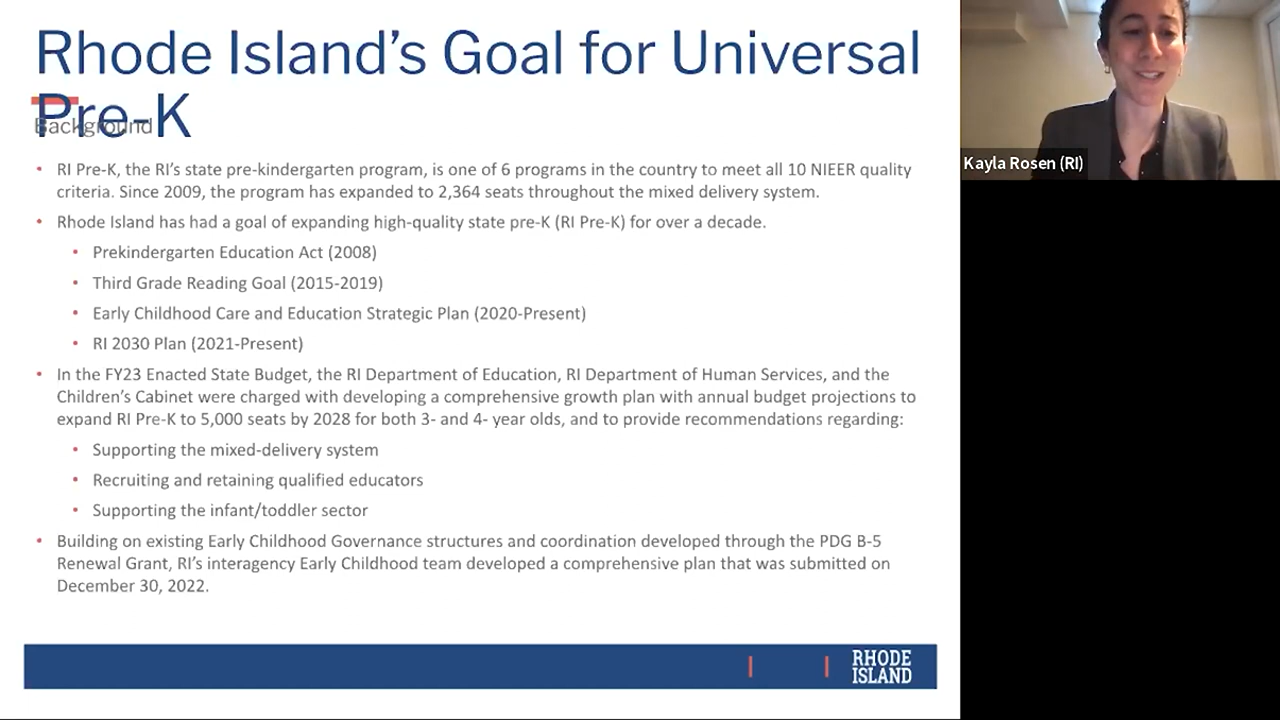 Rhode Island’s Goal for Universal
Pre-K
Background
• RI Pre-K, the RI’s state pre-kindergarten program, is one of 6 programs in the country to meet all 10 NIEER quality
criteria. Since 2009, the program has expanded to 2,364 seats throughout the mixed delivery system.
• Rhode Island has had a goal of expanding high-quality state pre-K (RI Pre-K) for over a decade.
• Prekindergarten Education Act (2008)
• Third Grade Reading Goal (2015-2019)
• Early Childhood Care and Education Strategic Plan (2020-Present)
• RI 2030 Plan (2021-Present)
• In the FY23 Enacted State Budget, the RI Department of Education, RI Department of Human Services, and the
Children’s Cabinet were charged with developing a comprehensive growth plan with annual budget projections to
expand RI Pre-K to 5,000 seats by 2028 for both 3- and 4- year olds, and to provide recommendations regarding:
• Supporting the mixed-delivery system
• Recruiting and retaining qualified educators
• Supporting the infant/toddler sector
• Building on existing Early Childhood Governance structures and coordination developed through the PDG B-5
Renewal Grant, RI’s interagency Early Childhood team developed a comprehensive plan that was submitted on
December 30, 2022.
RHODE
ISLAND
Kayla Rosen (RI)